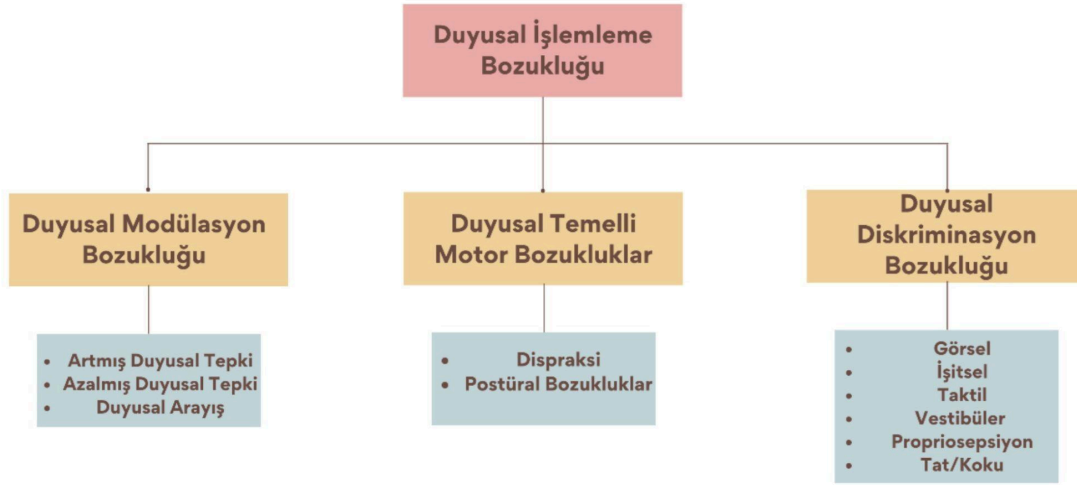 Duyusal İşlemleme
Bozukluğu
Duyusal Modülasyon
Bozukluğu
Duyusal Temelli
Motor Bozukluklar
Duyusal
Diskriminasyon
Bozukluğu
• Artmış Duyusal Tepki
• Azalmış Duyusal Tepki
• Duyusal Arayış
• Dispraksi
• Postüral Bozukluklar
• Görsel
• İşitsel
• Taktil
• Vestibüler
• Propriosepsiyon
• Tat/Koku